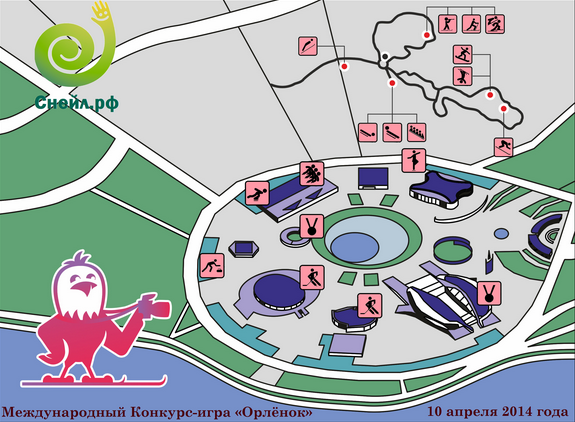 Снейл.рф
Международный Конкурс-игра «Орлёнок»
10 апреля 2014 года